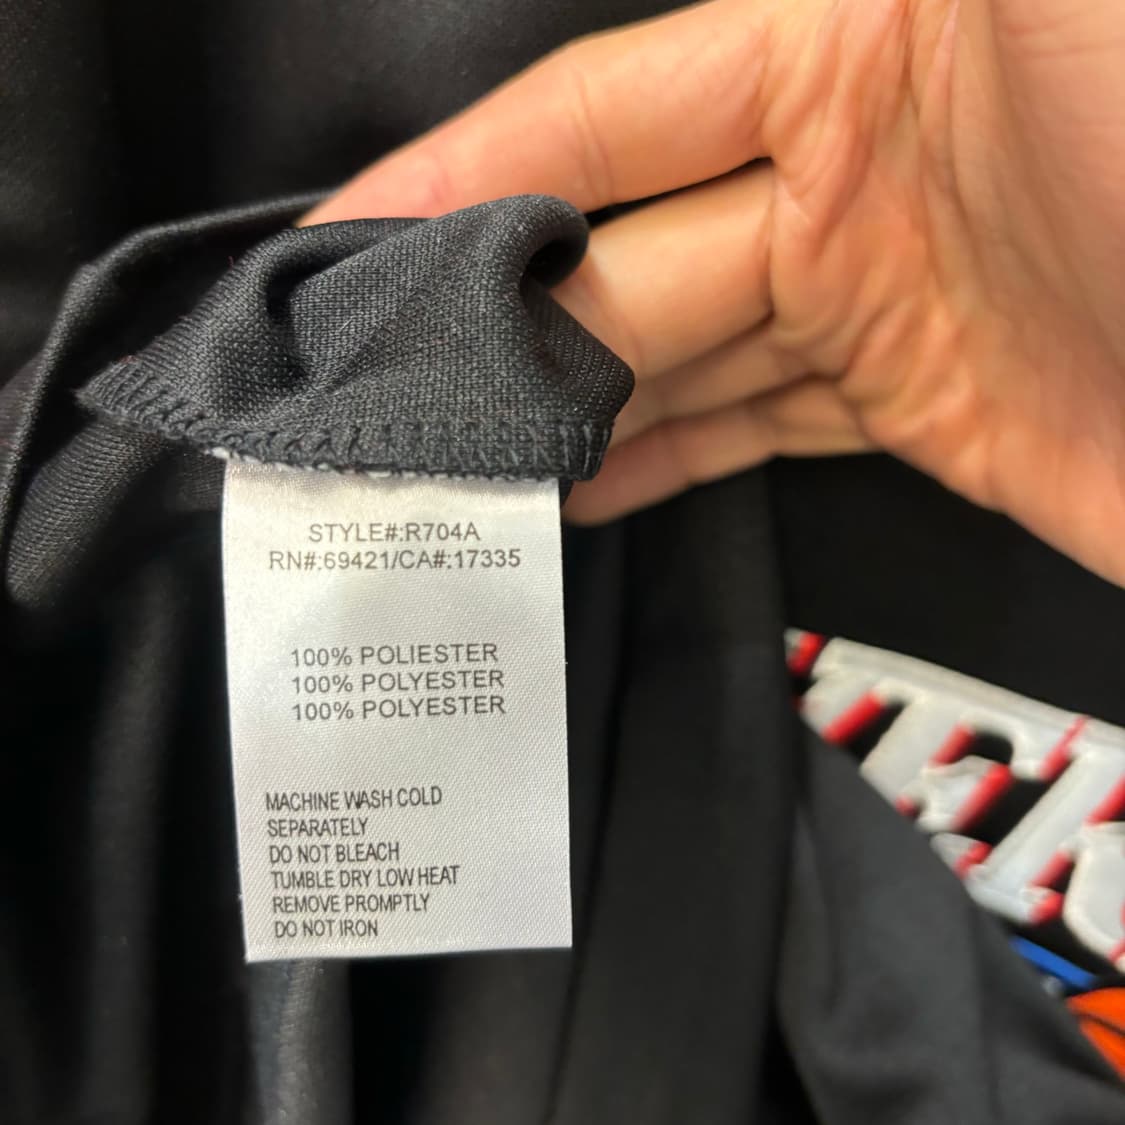 STYLE#:R704A
RN#:69421/CA#:17335
100% POLIESTER
100% POLYESTER
100% POLYESTER
MACHINE WASH COLD
SEPARATELY
DO NOT BLEACH
TUMBLE DRY LOW HEAT
REMOVE PROMPTLY
DO NOT IRON